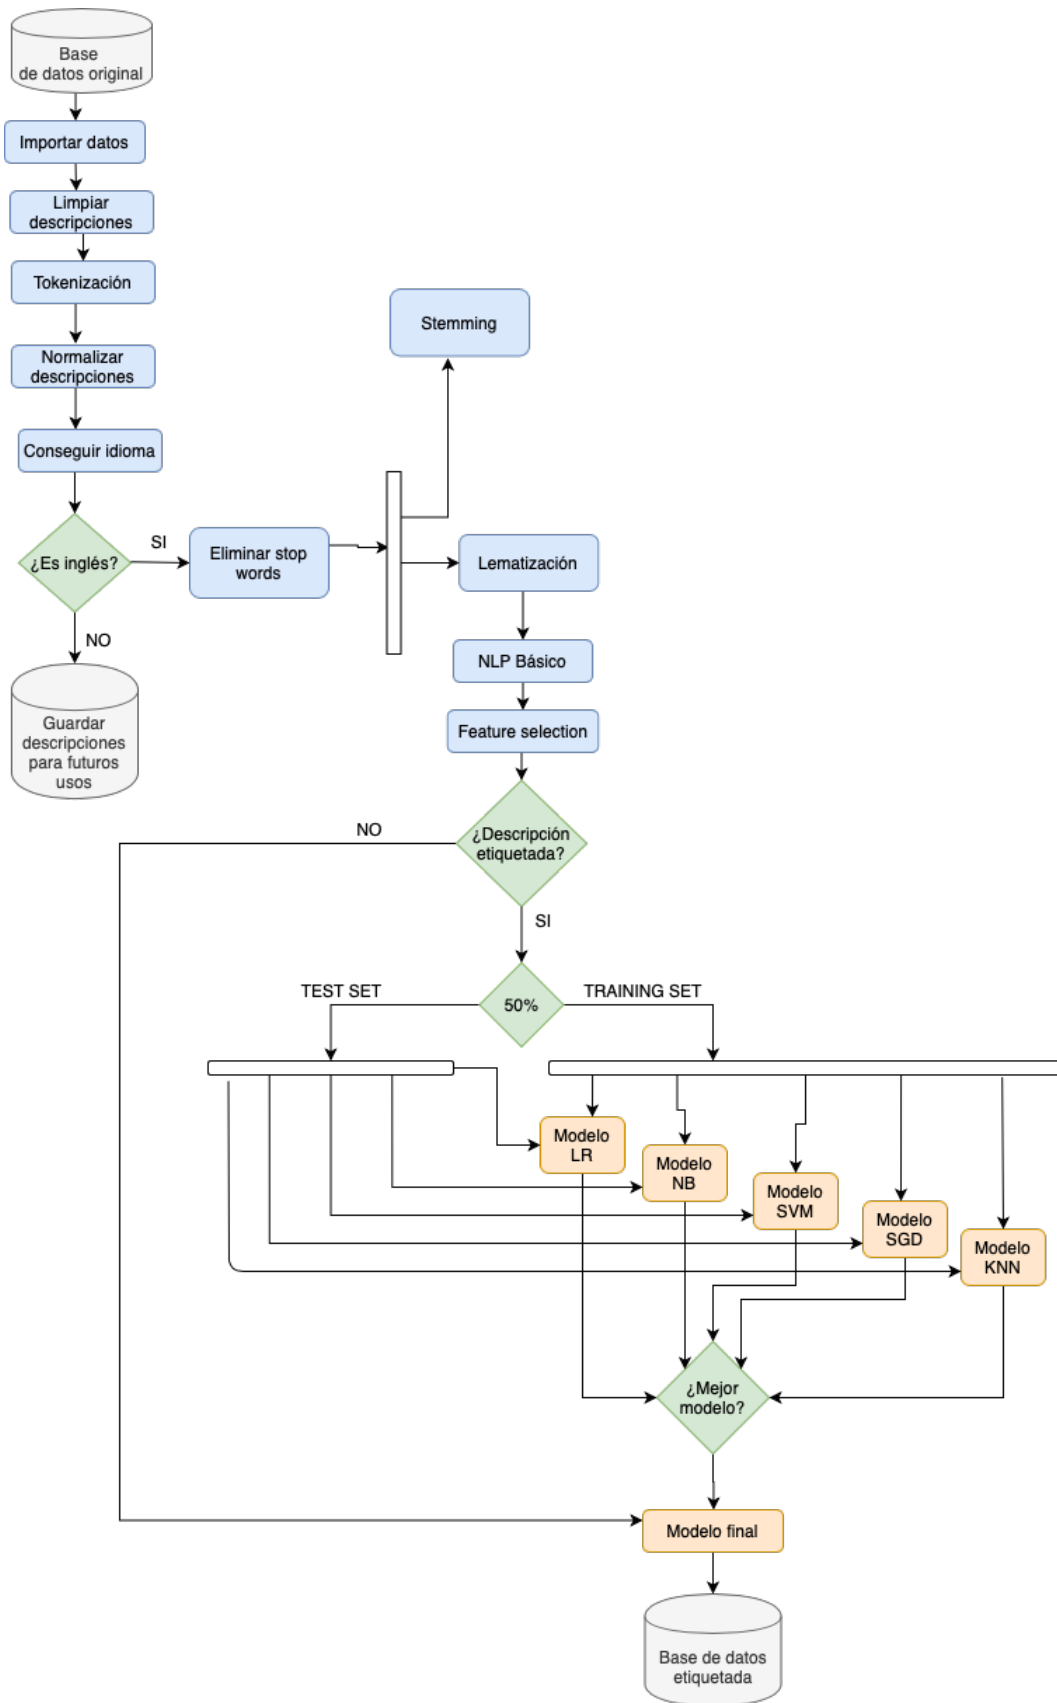 Base
de datos original
Importar datos
Limpiar
descripciones
Tokenización
Normalizar
descripciones
Conseguir idioma
¿Es inglés?
SI
NO
Guardar
descripciones
para futuros
usos
Eliminar stop
words
Stemming
Lematización
NLP Básico
Feature selection
¿Descripción
etiquetada?
NO
SI
50%
TEST SET
TRAINING SET
Modelo
LR
Modelo
NB
Modelo
SVM
Modelo
SGD
Modelo
KNN
¿Mejor
modelo?
Modelo final
Base de datos
etiquetada